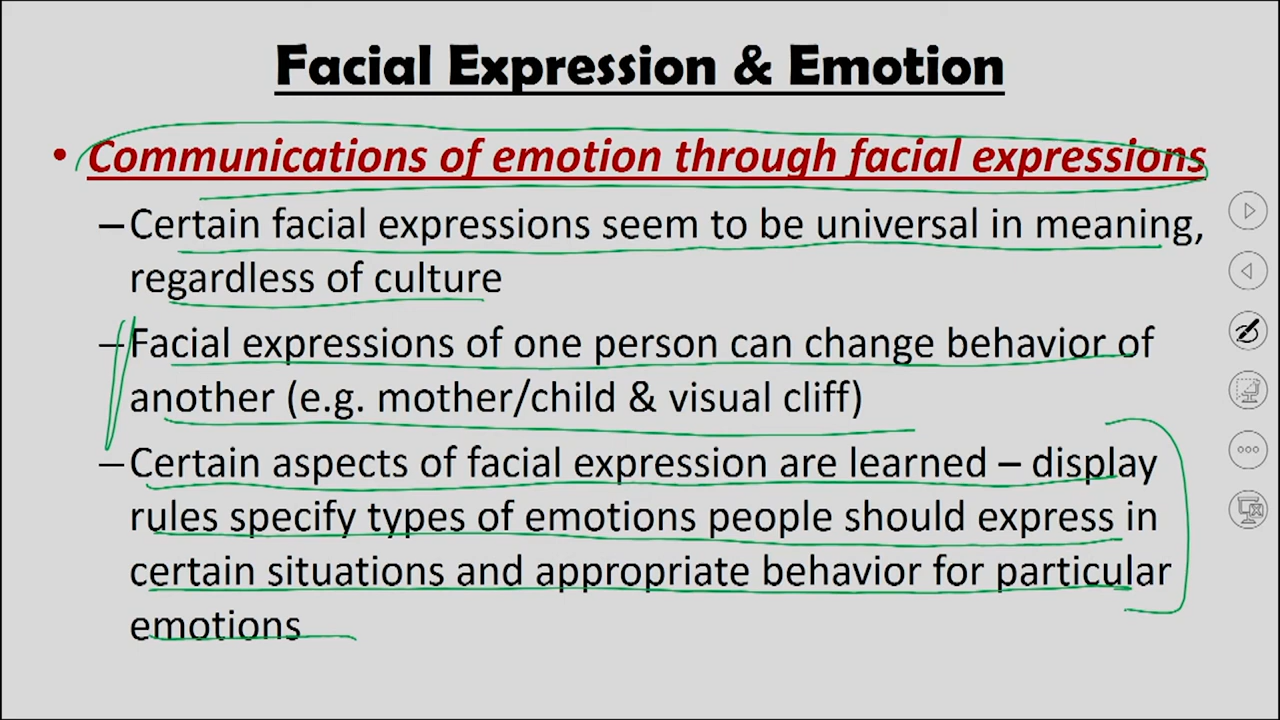 Facial Expression & Emotion
• Communications of emotion through facial expressions
– Certain facial expressions seem to be universal in meaning,
regardless of culture
– Facial expressions of one person can change behavior of
another (e.g. mother/child & visual cliff)
– Certain aspects of facial expression are learned – display
rules specify types of emotions people should express in
certain situations and appropriate behavior for particular
emotions